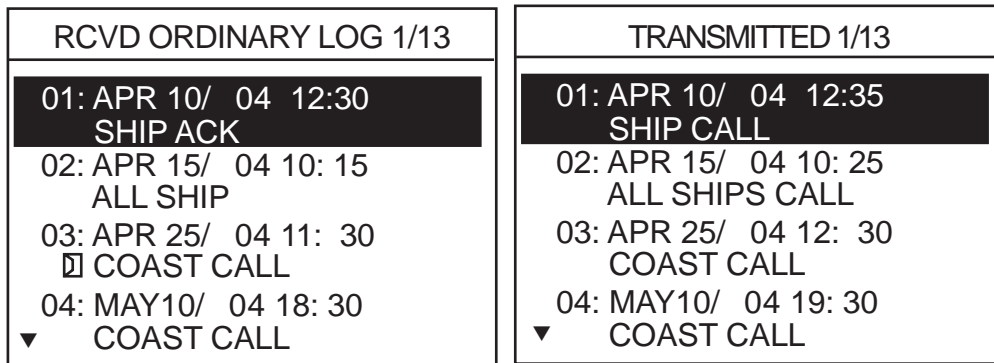 RCVD ORDINARY LOG 1/13
01: APR 10/ 04 12:30
SHIP ACK
02: APR 15/ 04 10: 15
ALL SHIP
03: APR 25/ 04 11: 30
COAST CALL
04: MAY10/ 04 18: 30
COAST CALL
TRANSMITTED 1/13
01: APR 10/ 04 12:35
SHIP CALL
02: APR 15/ 04 10: 25
ALL SHIPS CALL
03: APR 25/ 04 12: 30
COAST CALL
04: MAY10/ 04 19: 30
COAST CALL